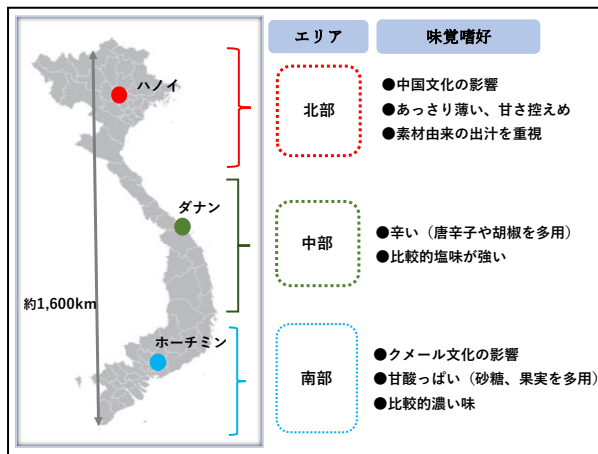 エリア
味覚嗜好
ハノイ
北部
●中国文化の影響
●あっさり薄い、甘さ控えめ
●素材由来の出汁を重視
ダナン
中部
●辛い（唐辛子や胡椒を多用）
●比較的塩味が強い
約1,600km
ホーチミン
南部
●クメール文化の影響
●甘酸っぱい（砂糖、果実を多用）
●比較的濃い味